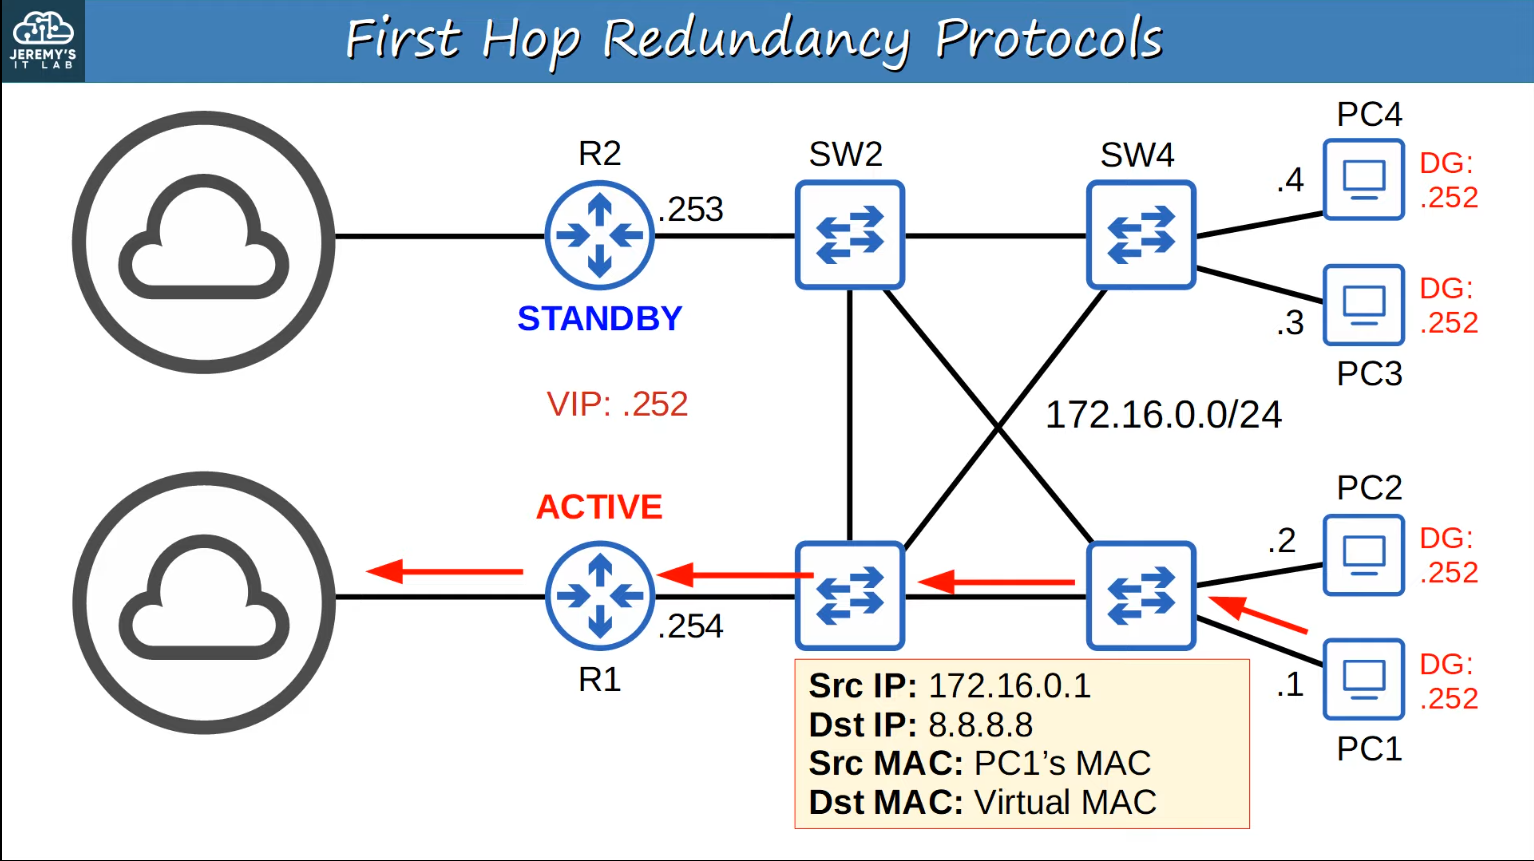 JEREMY'S
IT LAB
First Hop Redundancy Protocols
R2
.253
STANDBY
SW2
SW4
PC4
.4
DG:
.252
DG:
.252
.3
PC3
VIP: .252
172.16.0.0/24
ACTIVE
R1
.254
PC2
.2
DG:
.252
DG:
.252
.1
PC1
Src IP: 172.16.0.1
Dst IP: 8.8.8.8
Src MAC: PC1’s MAC
Dst MAC: Virtual MAC